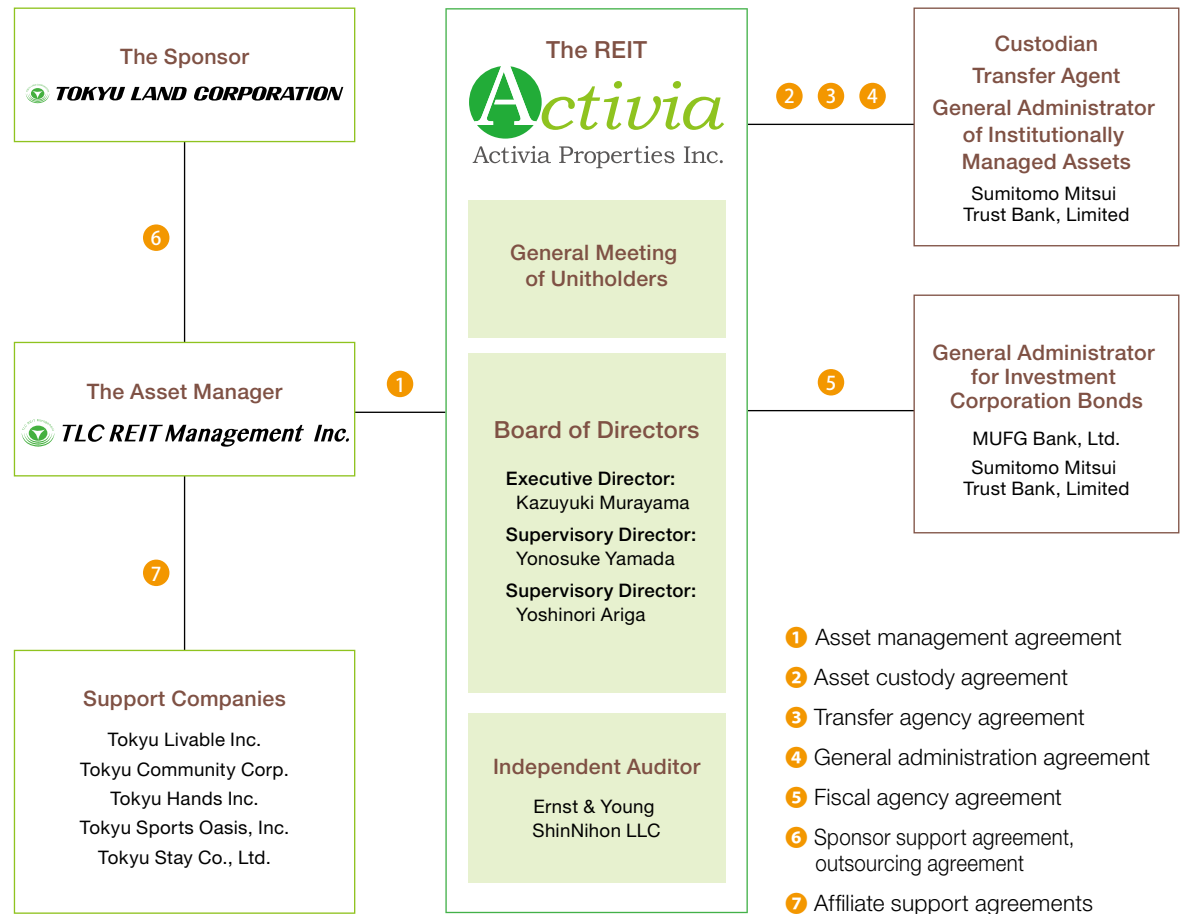 The Sponsor
TOKYU LAND CORPORATION
6
The Asset Manager
TLC REIT Management Inc.
7
Support Companies
Tokyu Livable Inc.
Tokyu Community Corp.
Tokyu Hands Inc.
Tokyu Sports Oasis, Inc.
Tokyu Stay Co., Ltd.
1
The REIT
Activia
Activia Properties Inc.
General Meeting
of Unitholders
Board of Directors
Executive Director:
Kazuyuki Murayama
Supervisory Director:
Yonosuke Yamada
Supervisory Director:
Yoshinori Ariga
Independent Auditor
Ernst & Young
ShinNihon LLC
2 3 4
Custodian
Transfer Agent
General Administrator
of Institutionally
Managed Assets
Sumitomo Mitsui
Trust Bank, Limited
5
General Administrator
for Investment
Corporation Bonds
MUFG Bank, Ltd.
Sumitomo Mitsui
Trust Bank, Limited
1 Asset management agreement
2 Asset custody agreement
3 Transfer agency agreement
4 General administration agreement
5 Fiscal agency agreement
6 Sponsor support agreement,
outsourcing agreement
7 Affiliate support agreements